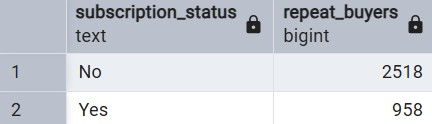 subscription_status repeat_buyers
text bigint
1 No 2518
2 Yes 958